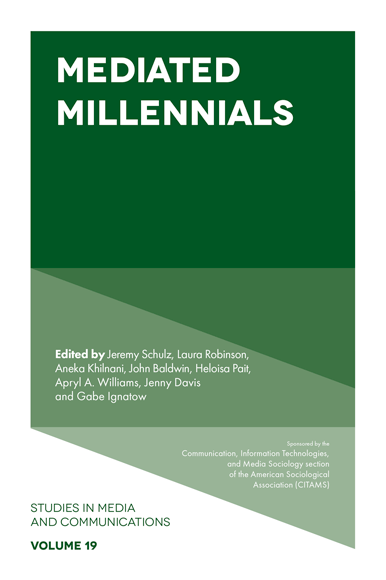 MEDIATED
MILLENNIALS
Edited by Jeremy Schulz, Laura Robinson,
Aneka Khilnani, John Baldwin, Heloisa Pait,
Apryl A. Williams, Jenny Davis
and Gabe Ignatow
Sponsored by the
Communication, Information Technologies,
and Media Sociology section
of the American Sociological
Association (CITAMS)
STUDIES IN MEDIA
AND COMMUNICATIONS
VOLUME 19